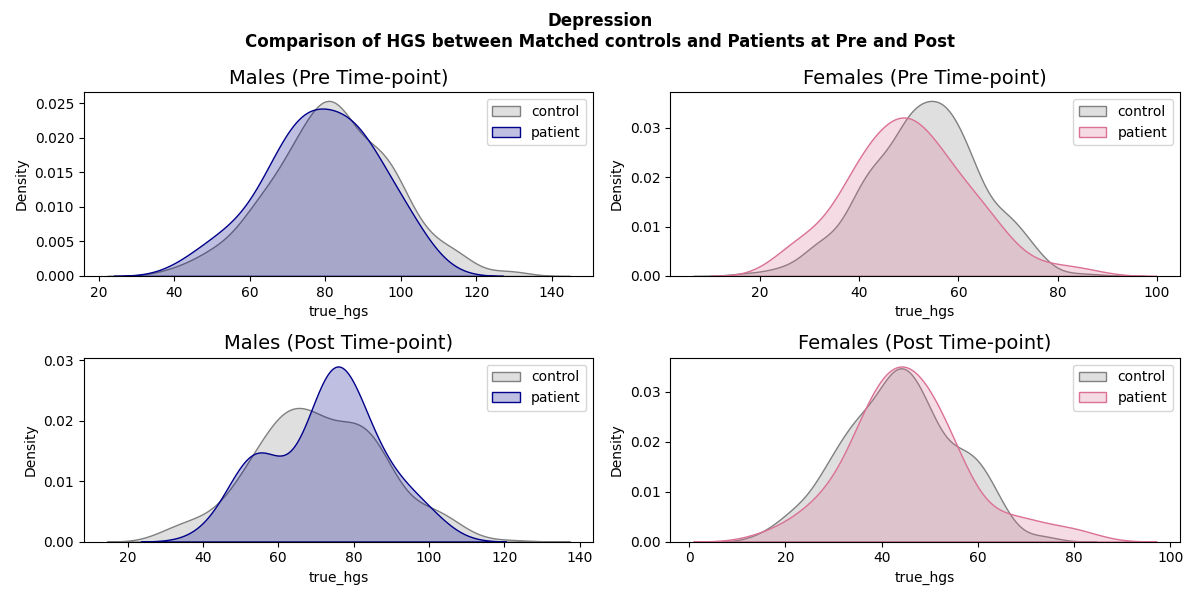 Depression
Comparison of HGS between Matched controls and Patients at Pre and Post
Males (Pre Time-point)
Density
0.025
0.020
0.015
0.010
0.005
0.000
20 40 60 80 100 120 140
true_hgs
control
patient
Females (Pre Time-point)
Density
0.03
0.02
0.01
0.00
20 40 60 80 100
true_hgs
control
patient
Males (Post Time-point)
Density
0.03
0.02
0.01
0.00
20 40 60 80 100 120 140
true_hgs
control
patient
Females (Post Time-point)
Density
0.03
0.02
0.01
0.00
0 20 40 60 80 100
true_hgs
control
patient